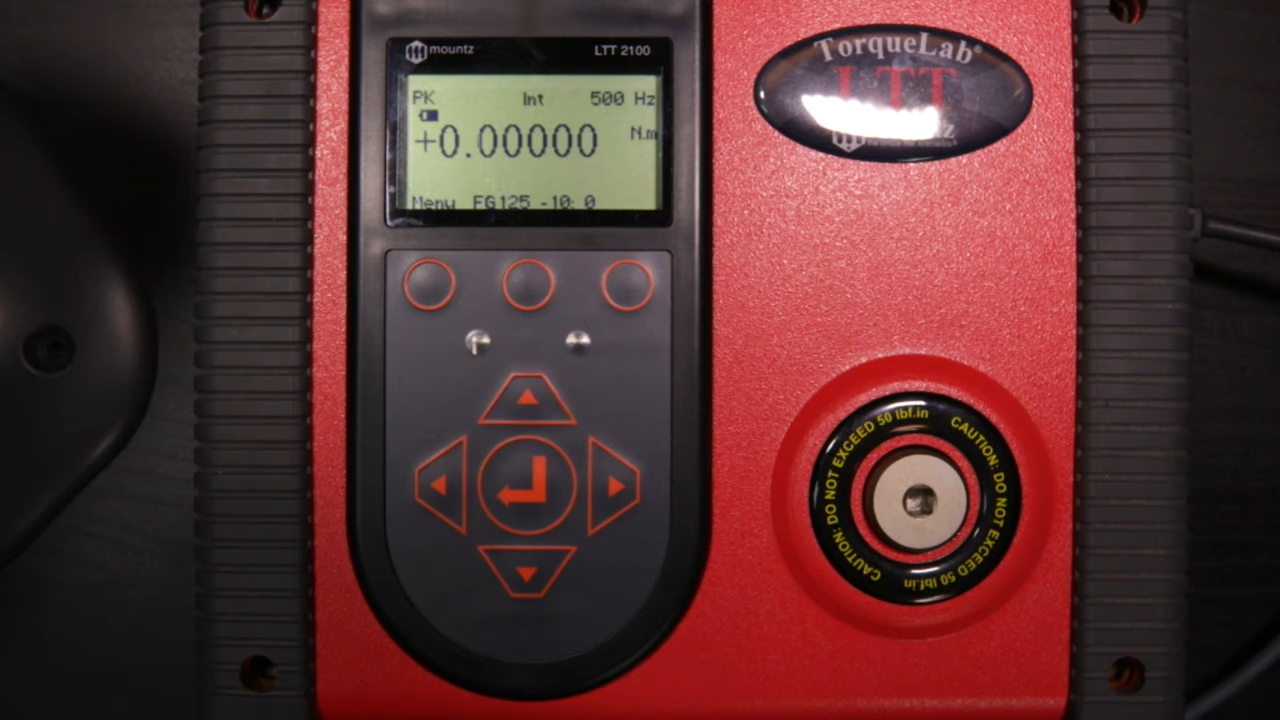 mountz LTT 2100
PK Int 500 Hz
+0.00000 N.m
Menu FG125 -10: 0
TorqueLab®
LTT
CAUTION: DO NOT EXCEED 50 lbf.in
CAUTION: DO NOT EXCEED 50 lbf.in